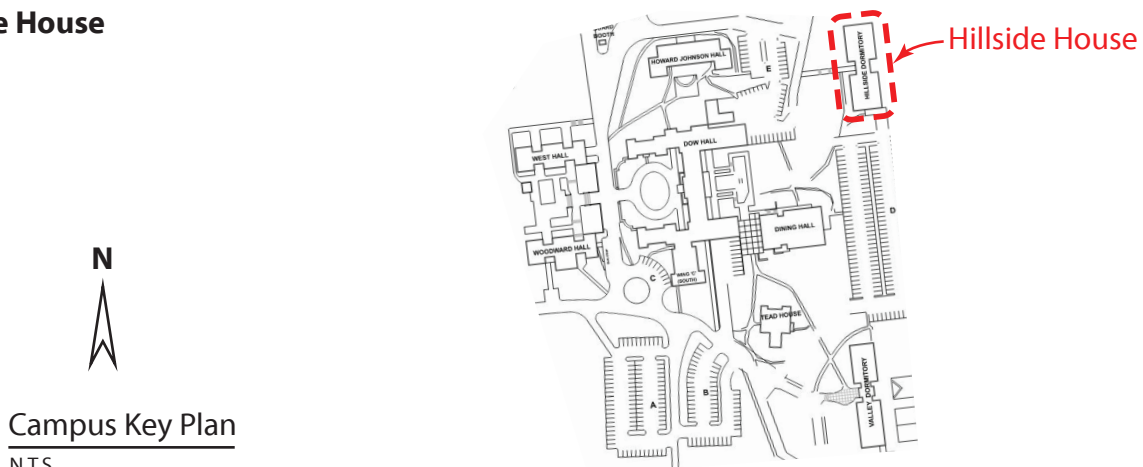 e House
BOOTH
HOWARD JOHNSON HALL
E
HILLSIDE DORMITORY
Hillside House
WEST HALL
DOW HALL
D
DINING HALL
WOODWARD HALL
C
WING 'C'
(SOUTH)
TEAD HOUSE
N
VALLEY DORMITORY
A
B
Campus Key Plan
N.T.S.